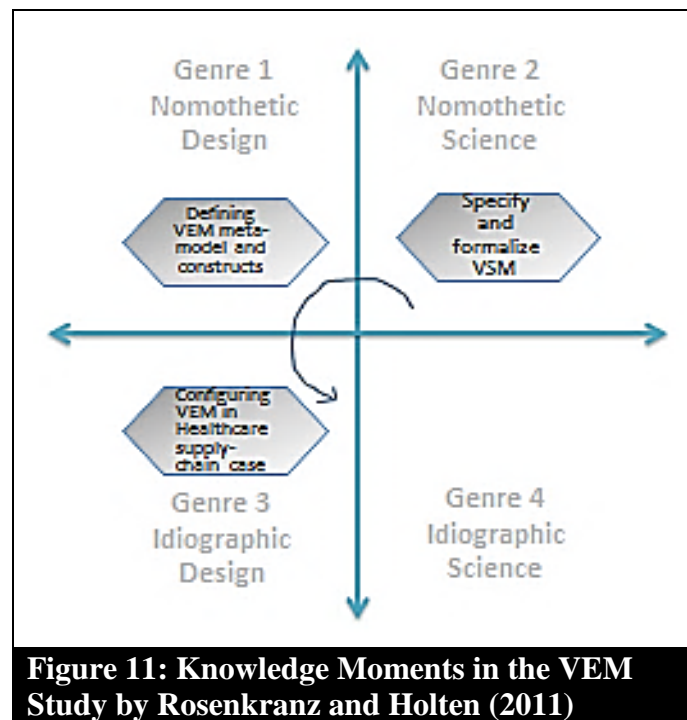 Genre 1
Nomothetic
Design
Genre 2
Nomothetic
Science
Defining
VEM meta-
model and
constructs
Specify
and
formalize
VSM
Configuring
VEM in
Healthcare
supply-
chain case
Genre 3
Idiographic
Design
Genre 4
Idiographic
Science
Figure 11: Knowledge Moments in the VEM
Study by Rosenkranz and Holten (2011)